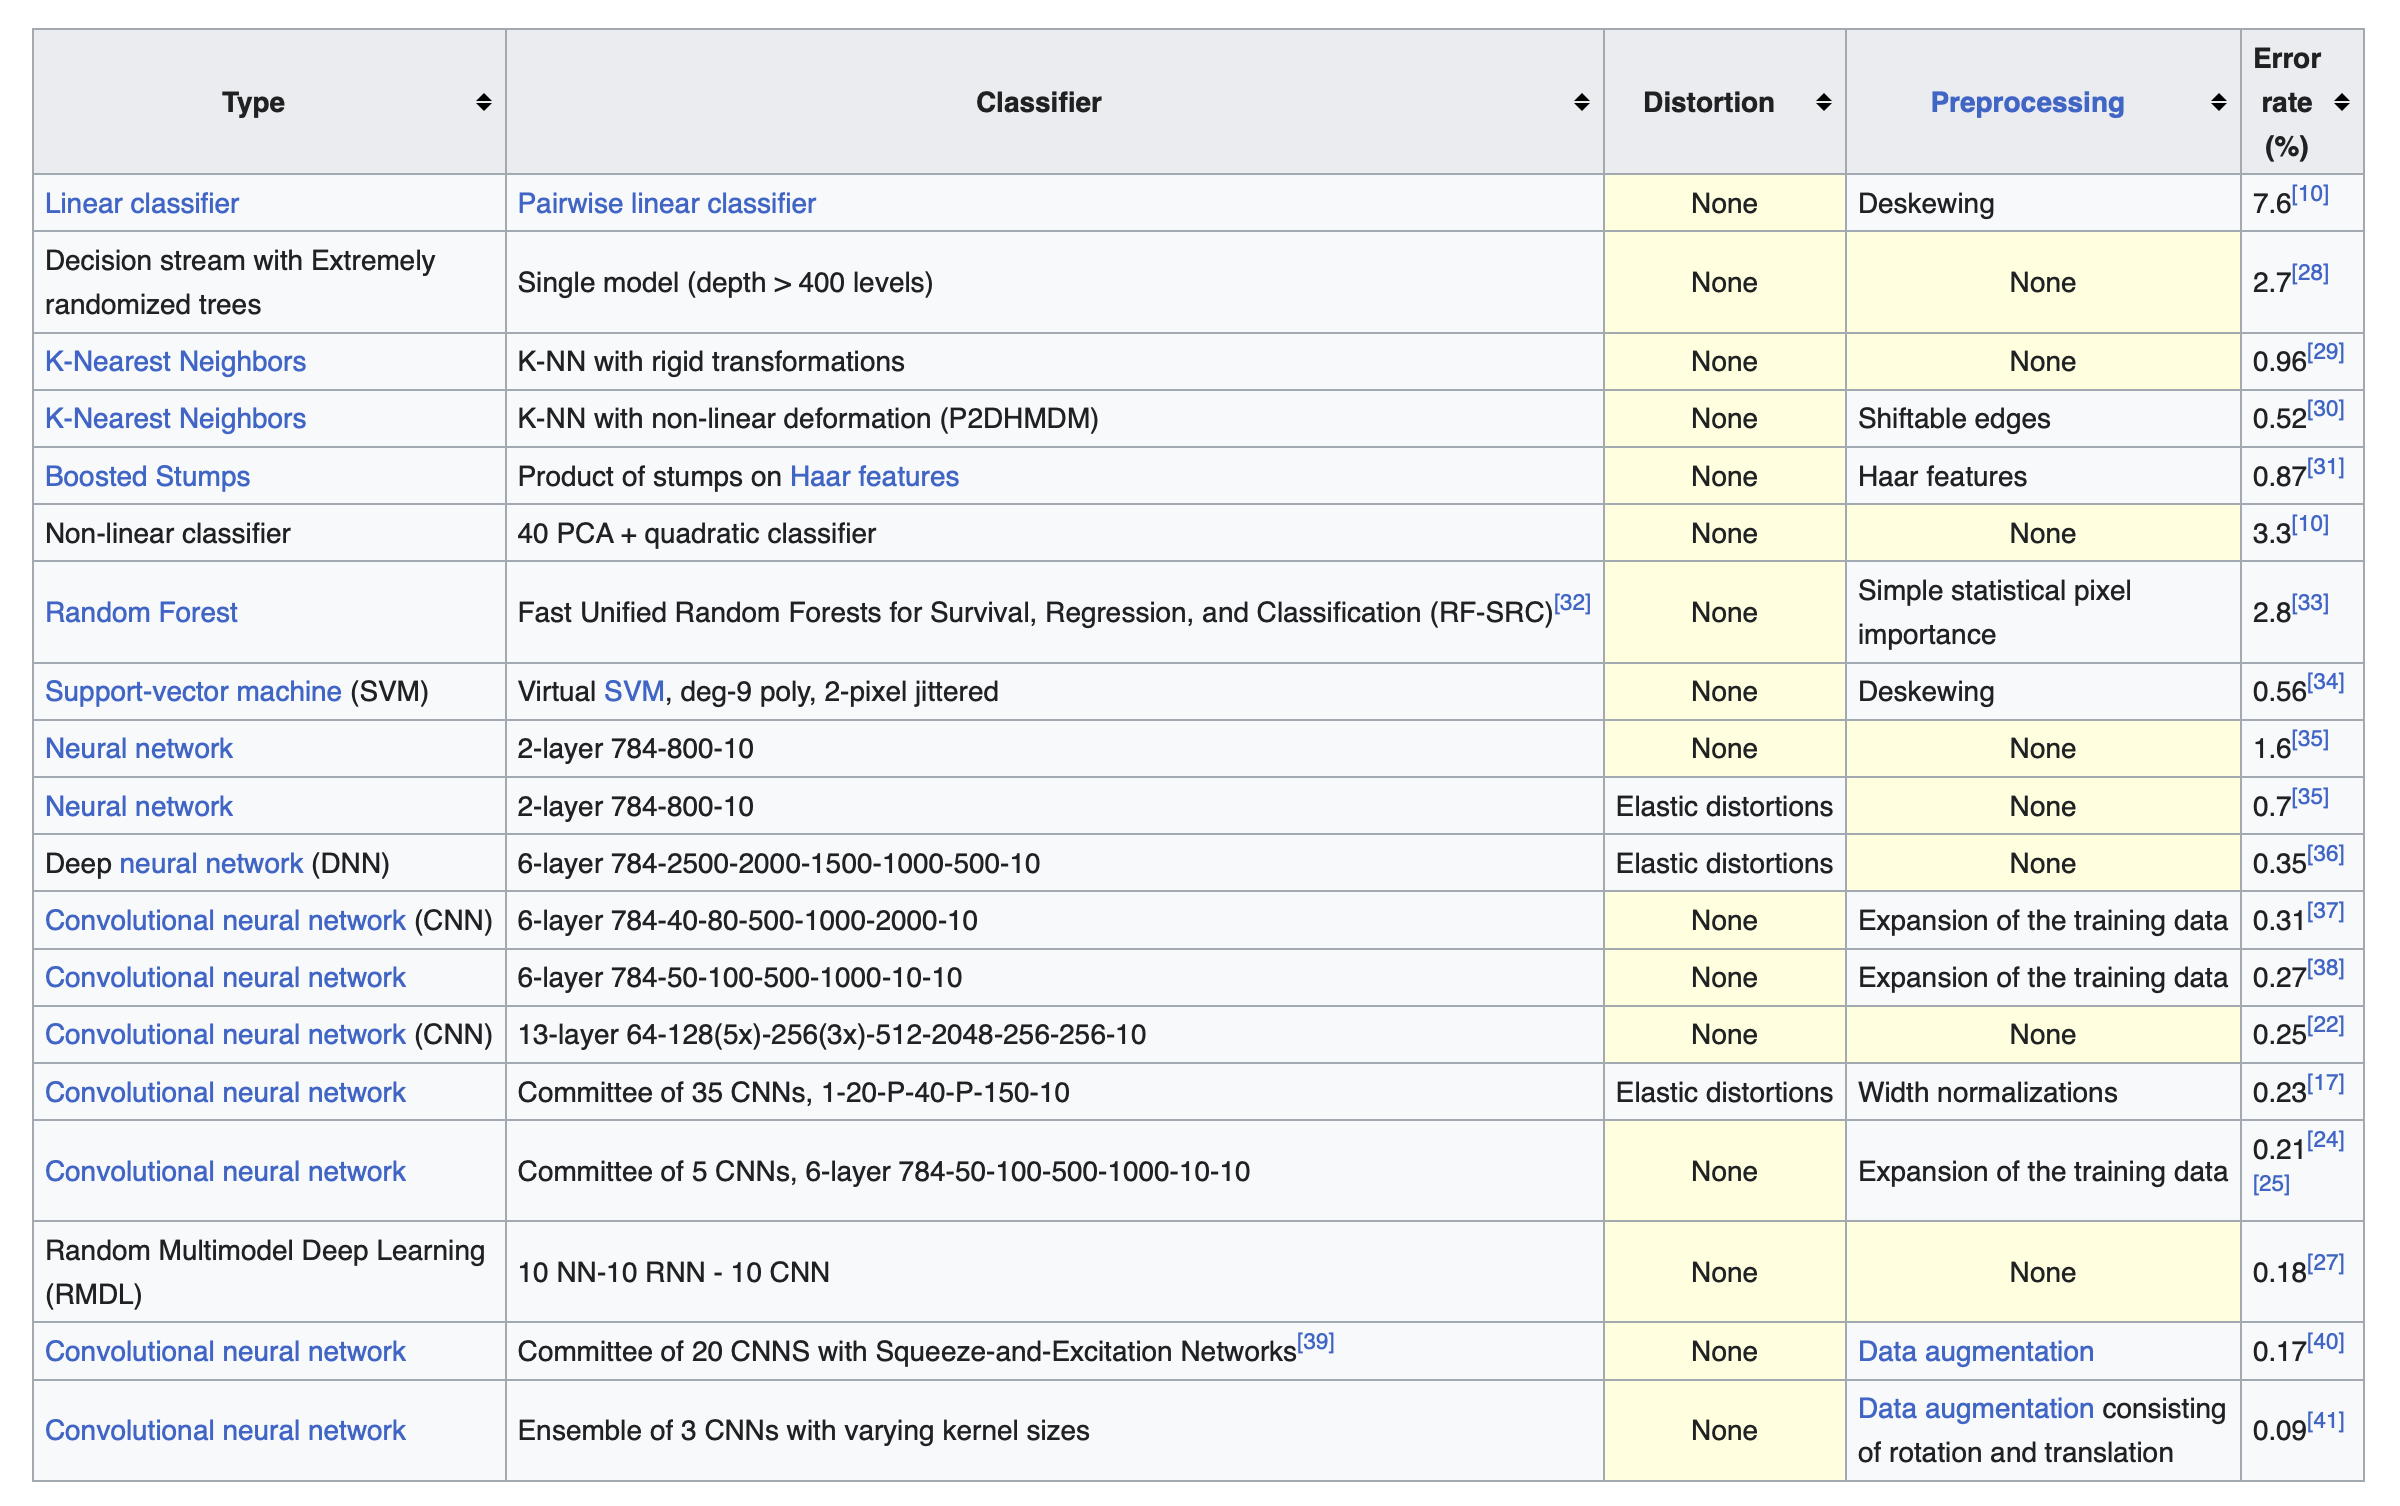 Type Classifier Distortion Preprocessing Error rate (%)
Linear classifier Pairwise linear classifier None Deskewing 7.6[10]
Decision stream with Extremely randomized trees Single model (depth > 400 levels) None None 2.7[28]
K-Nearest Neighbors K-NN with rigid transformations None None 0.96[29]
K-Nearest Neighbors K-NN with non-linear deformation (P2DHMDM) None Shiftable edges 0.52[30]
Boosted Stumps Product of stumps on Haar features None Haar features 0.87[31]
Non-linear classifier 40 PCA + quadratic classifier None None 3.3[10]
Random Forest Fast Unified Random Forests for Survival, Regression, and Classification (RF-SRC)[32] None Simple statistical pixel importance 2.8[33]
Support-vector machine (SVM) Virtual SVM, deg-9 poly, 2-pixel jittered None Deskewing 0.56[34]
Neural network 2-layer 784-800-10 None None 1.6[35]
Neural network 2-layer 784-800-10 Elastic distortions None 0.7[35]
Deep neural network (DNN) 6-layer 784-2500-2000-1500-1000-500-10 Elastic distortions None 0.35[36]
Convolutional neural network (CNN) 6-layer 784-40-80-500-1000-2000-10 None Expansion of the training data 0.31[37]
Convolutional neural network 6-layer 784-50-100-500-1000-10-10 None Expansion of the training data 0.27[38]
Convolutional neural network (CNN) 13-layer 64-128(5x)-256(3x)-512-2048-256-256-10 None None 0.25[22]
Convolutional neural network Committee of 35 CNNs, 1-20-P-40-P-150-10 Elastic distortions Width normalizations 0.23[17]
Convolutional neural network Committee of 5 CNNs, 6-layer 784-50-100-500-1000-10-10 None Expansion of the training data 0.21[24][25]
Random Multimodel Deep Learning (RMDL) 10 NN-10 RNN - 10 CNN None None 0.18[27]
Convolutional neural network Committee of 20 CNNS with Squeeze-and-Excitation Networks[39] None Data augmentation 0.17[40]
Convolutional neural network Ensemble of 3 CNNs with varying kernel sizes None Data augmentation consisting of rotation and translation 0.09[41]